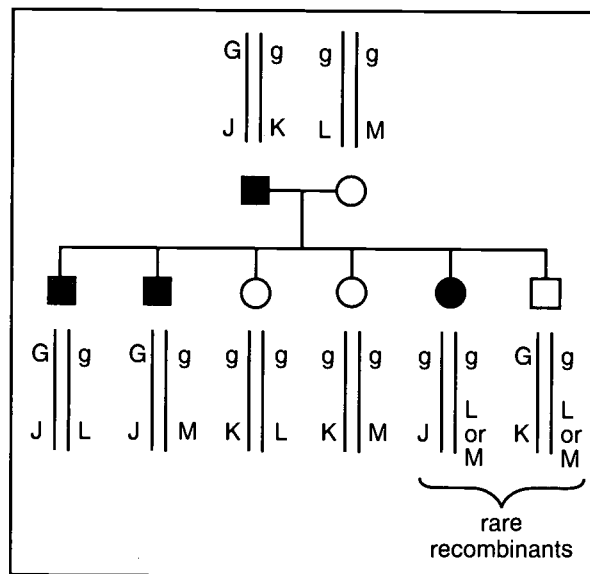 G g g g
J K L M
G g G g g g g g g g G g
L L
J L J M K L K M J or K or
M M
rare
recombinants